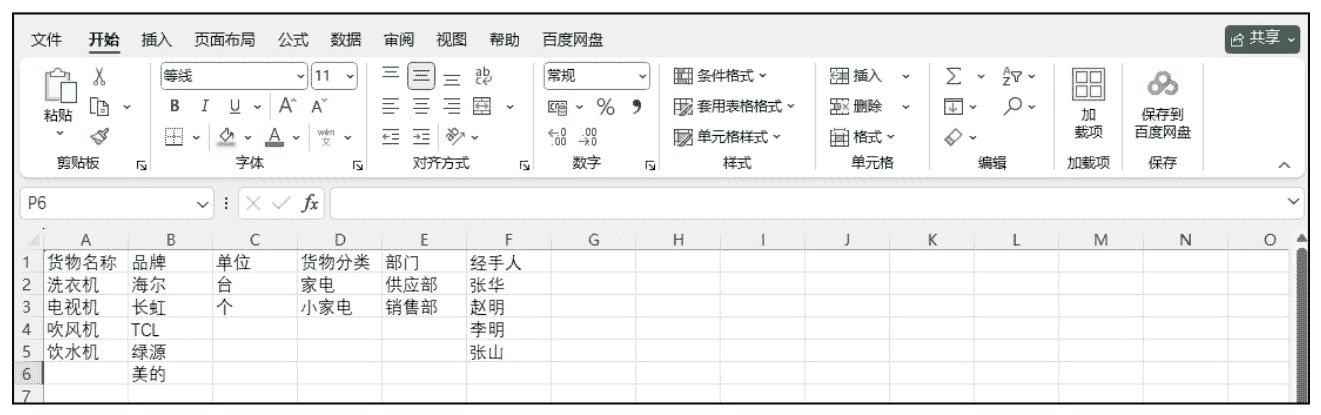 文件 开始 插入 页面布局 公式 数据 审阅 视图 帮助 百度网盘 共享
等线 11 ab 常规 条件格式 插入 Σ
粘贴 B I U A A % 套用表格格式 删除 加载项 保存到百度网盘
A wén 文 .00 .00 单元格样式 格式
剪贴板 字体 对齐方式 数字 样式 单元格 编辑 加载项 保存
P6 fx
A B C D E F G H I J K L M N O
1 货物名称 品牌 单位 货物分类 部门 经手人
2 洗衣机 海尔 台 家电 供应部 张华
3 电视机 长虹 个 小家电 销售部 赵明
4 吹风机 TCL 李明
5 饮水机 绿源 张山
6 美的
7